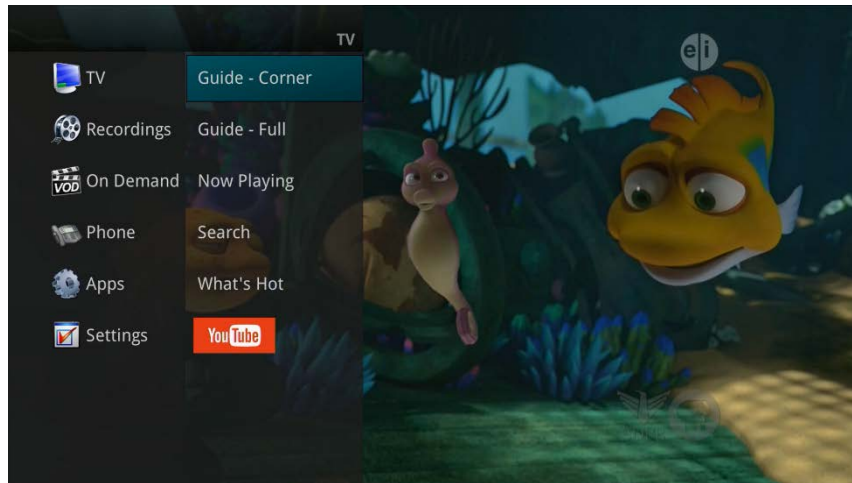 TV
TV
Recordings
On Demand
VOD
Phone
Apps
Settings
Guide - Corner
Guide - Full
Now Playing
Search
What's Hot
YouTube
e/i